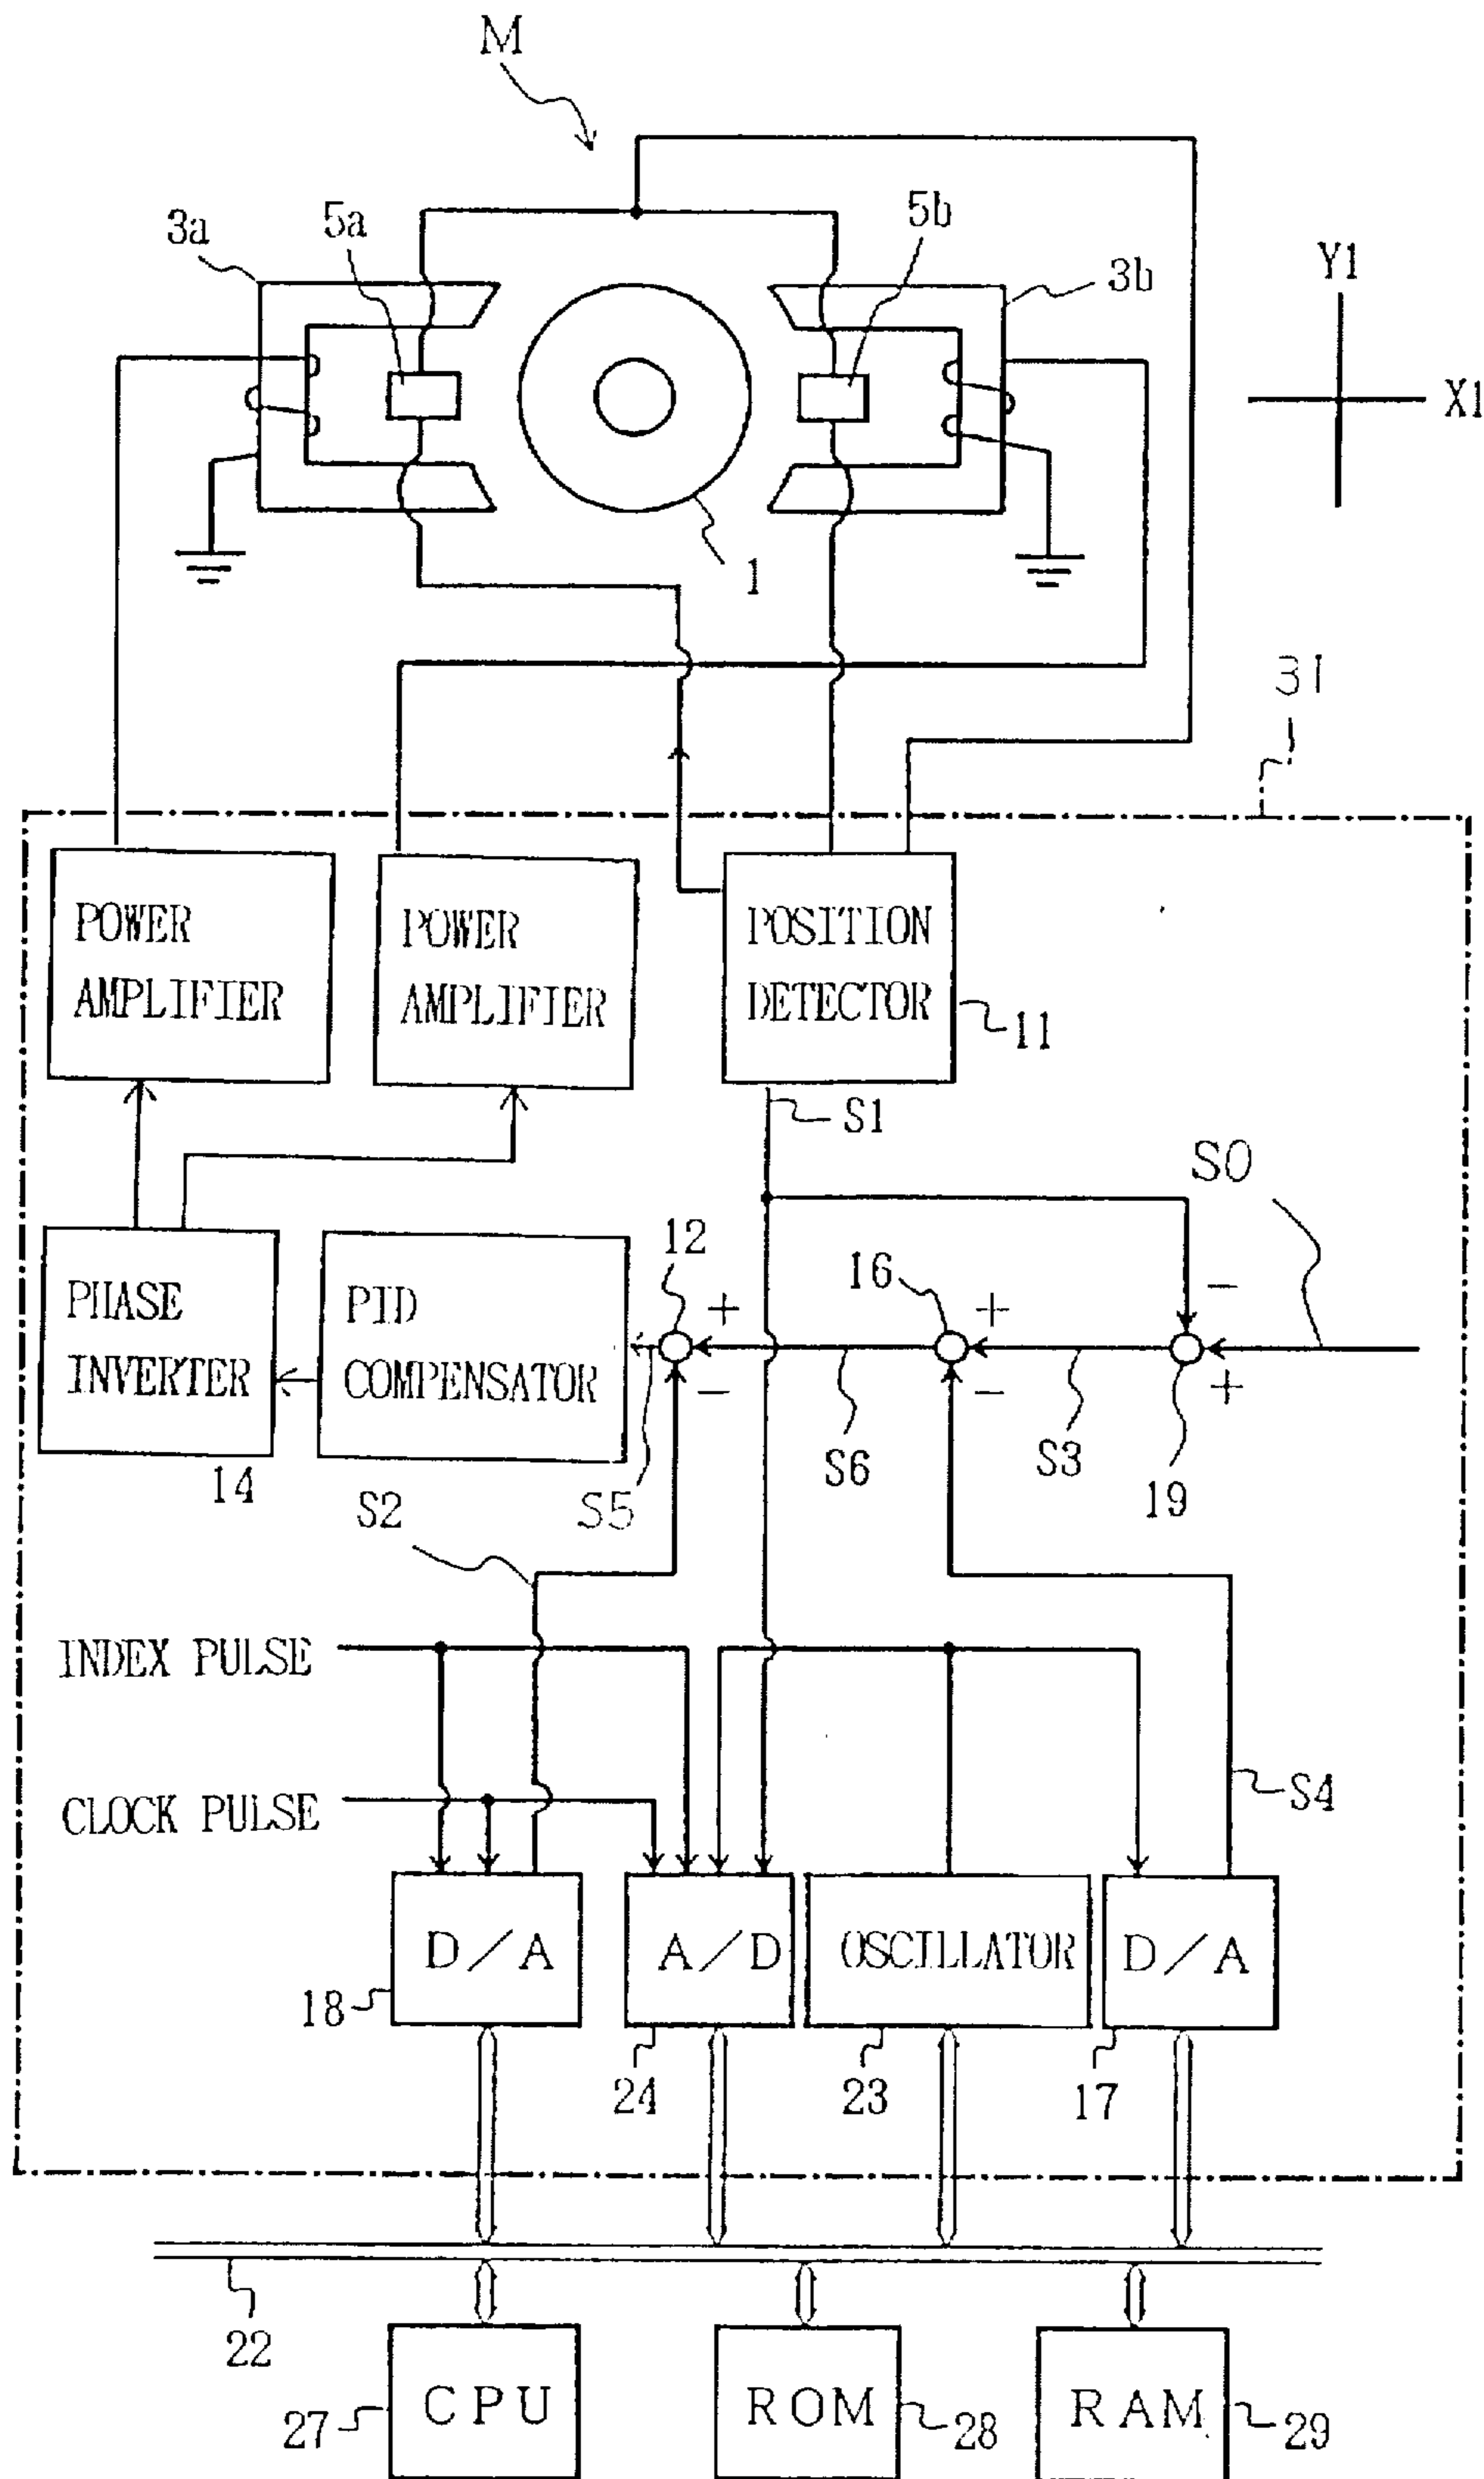 M
3a
5a
5b
3b
Y1
X1
1
31
POWER
AMPLIFIER
POWER
AMPLIFIER
POSITION
DETECTOR
11
S1
S0
12
16
+
+
−
PHASE
INVERTER
PID
COMPENSATOR
−
−
+
14
S2
S5
S6
S3
19
INDEX PULSE
CLOCK PULSE
S4
D/A
A/D
OSCILLATOR
D/A
18
24
23
17
22
CPU
ROM
RAM
27
28
29